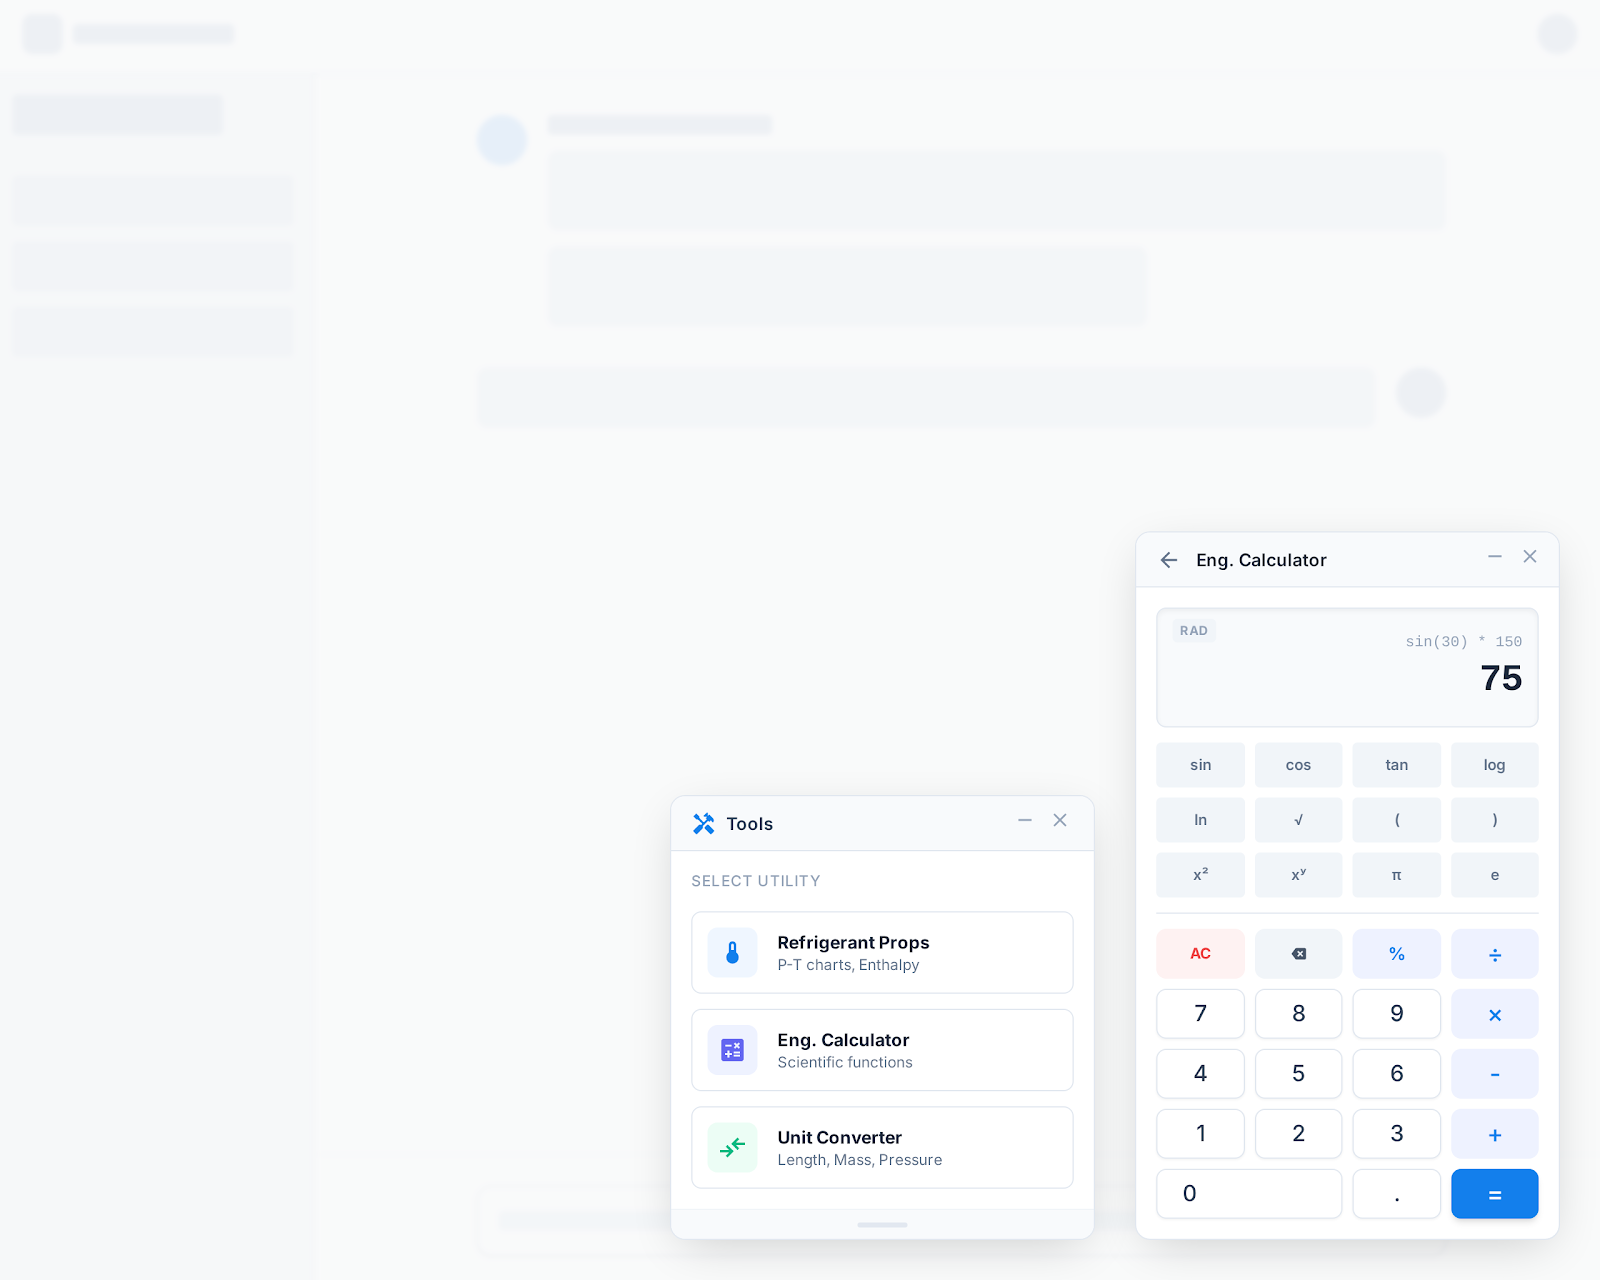 Eng. Calculator
RAD
sin(30) * 150
75
sin cos tan log
ln √ ( )
x² xʸ π e
AC % ÷
7 8 9 ×
4 5 6 -
1 2 3 +
0 . =
Tools
SELECT UTILITY
Refrigerant Props
P-T charts, Enthalpy
Eng. Calculator
Scientific functions
Unit Converter
Length, Mass, Pressure